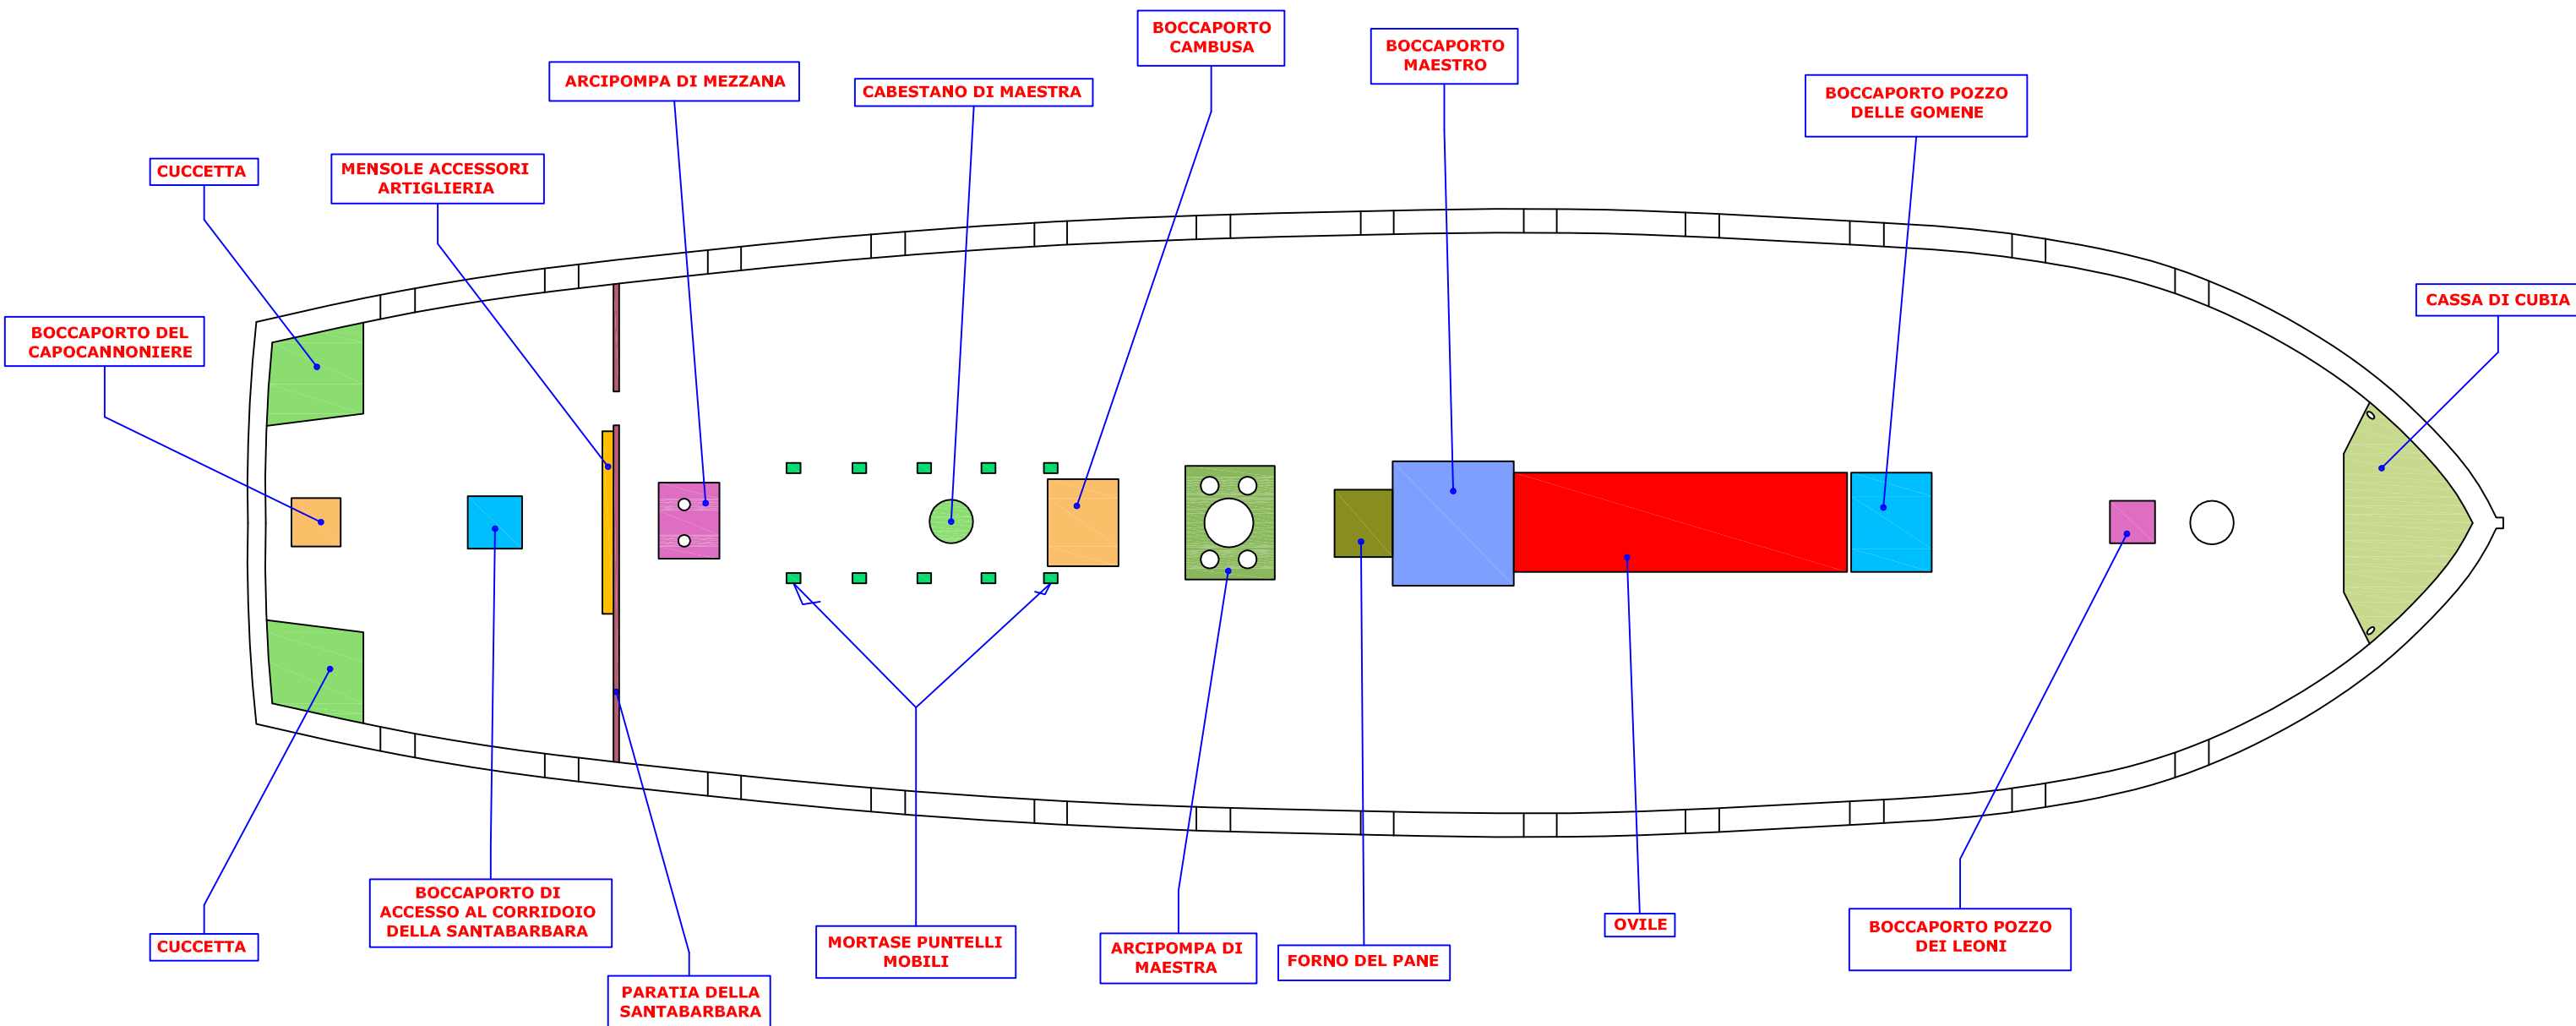 BOCCAPORTO
CAMBUSA
BOCCAPORTO
MAESTRO
ARCIPOMPA DI MEZZANA
CABESTANO DI MAESTRA
BOCCAPORTO POZZO
DELLE GOMENE
CUCCETTA
MENSOLE ACCESSORI
ARTIGLIERIA
CASSA DI CUBIA
BOCCAPORTO DEL
CAPOCANNONIERE
BOCCAPORTO DI
ACCESSO AL CORRIDOIO
DELLA SANTABARBARA
CUCCETTA
PARATIA DELLA
SANTABARBARA
MORTASE PUNTELLI
MOBILI
ARCIPOMPA DI
MAESTRA
FORNO DEL PANE
OVILE
BOCCAPORTO POZZO
DEI LEONI